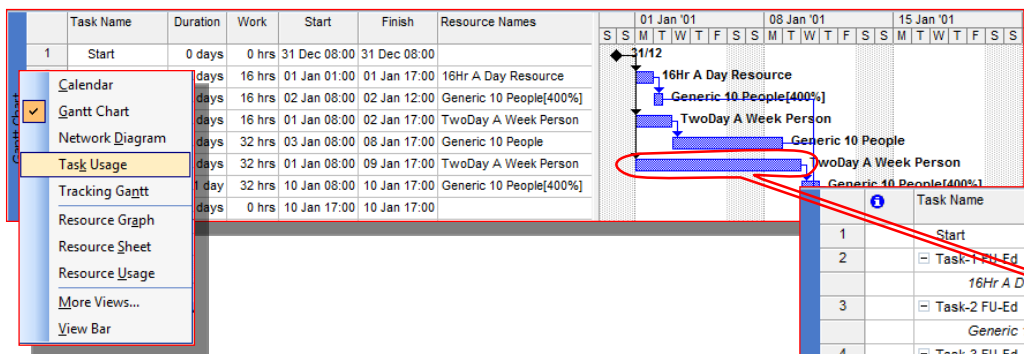 Task Name Duration Work Start Finish Resource Names
01 Jan '01 08 Jan '01 15 Jan '01
S S M T W T F S S M T W T F S S M T W T F S S
1 Start 0 days 0 hrs 31 Dec 08:00 31 Dec 08:00
31/12
days 16 hrs 01 Jan 01:00 01 Jan 17:00 16Hr A Day Resource
16Hr A Day Resource
days 16 hrs 02 Jan 08:00 02 Jan 12:00 Generic 10 People[400%]
Generic 10 People[400%]
days 16 hrs 01 Jan 08:00 02 Jan 17:00 TwoDay A Week Person
TwoDay A Week Person
days 32 hrs 03 Jan 08:00 08 Jan 17:00 Generic 10 People
Generic 10 People
days 32 hrs 01 Jan 08:00 09 Jan 17:00 TwoDay A Week Person
TwoDay A Week Person
1 day 32 hrs 10 Jan 08:00 10 Jan 17:00 Generic 10 People[400%]
Generic 10 People[400%]
days 0 hrs 10 Jan 17:00 10 Jan 17:00
Calendar
Gantt Chart
Network Diagram
Task Usage
Tracking Gantt
Resource Graph
Resource Sheet
Resource Usage
More Views...
View Bar
Task Name
1 Start
2 Task-1 FU-Ed
16Hr A D
3 Task-2 FU-Ed
Generic
4 Task-3 FU-Ed